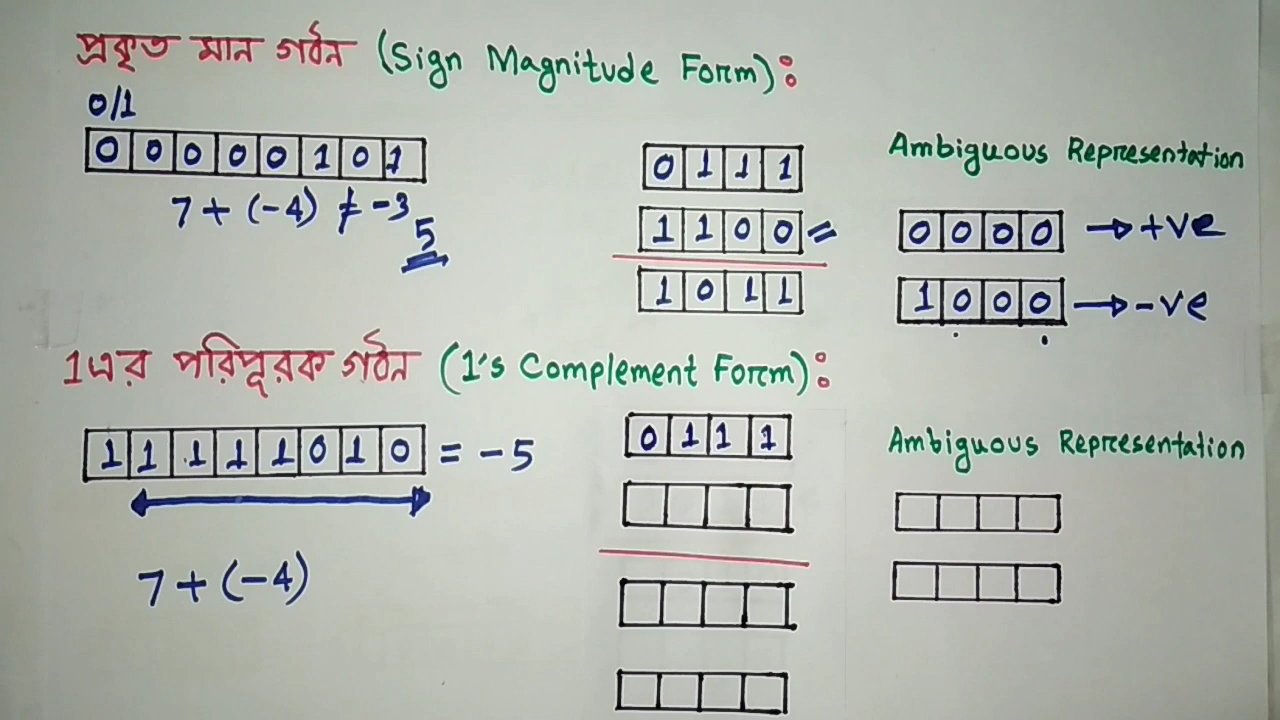 প্রকৃত মান গঠন (Sign Magnitude Form):
0/1
0 0 0 0 0 1 0 1
7 + (-4) ≠ -3
5
0 1 1 1
1 1 0 0 =
1 0 1 1
Ambiguous Representation
0 0 0 0 → +ve
1 0 0 0 → -ve
1 এর পরিপূরক গঠন (1's Complement Form):
1 1 1 1 1 0 1 0 = -5
7 + (-4)
0 1 1 1
Ambiguous Representation